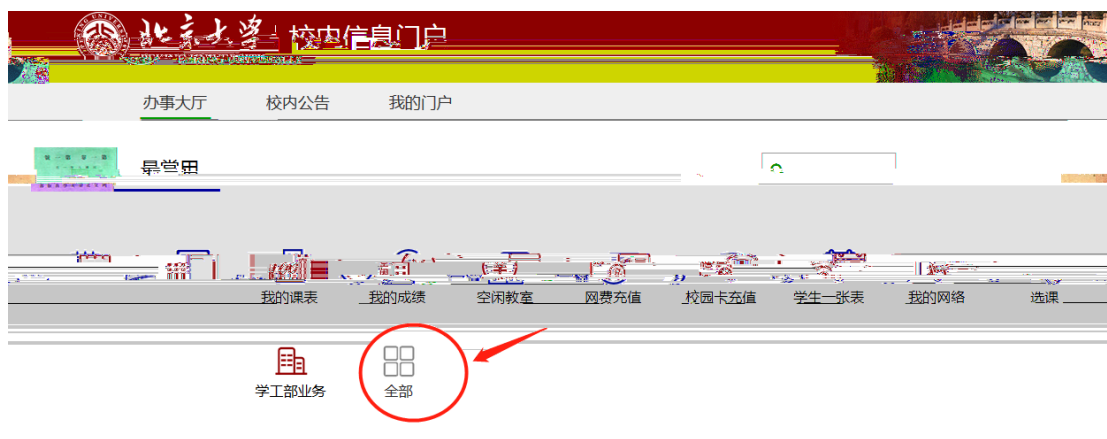 北京大学 校内信息门户
办事大厅 校内公告 我的门户
最常用
我的课表 我的成绩 空闲教室 网费充值 校园卡充值 学生一张表 我的网络 选课
学工部业务 全部